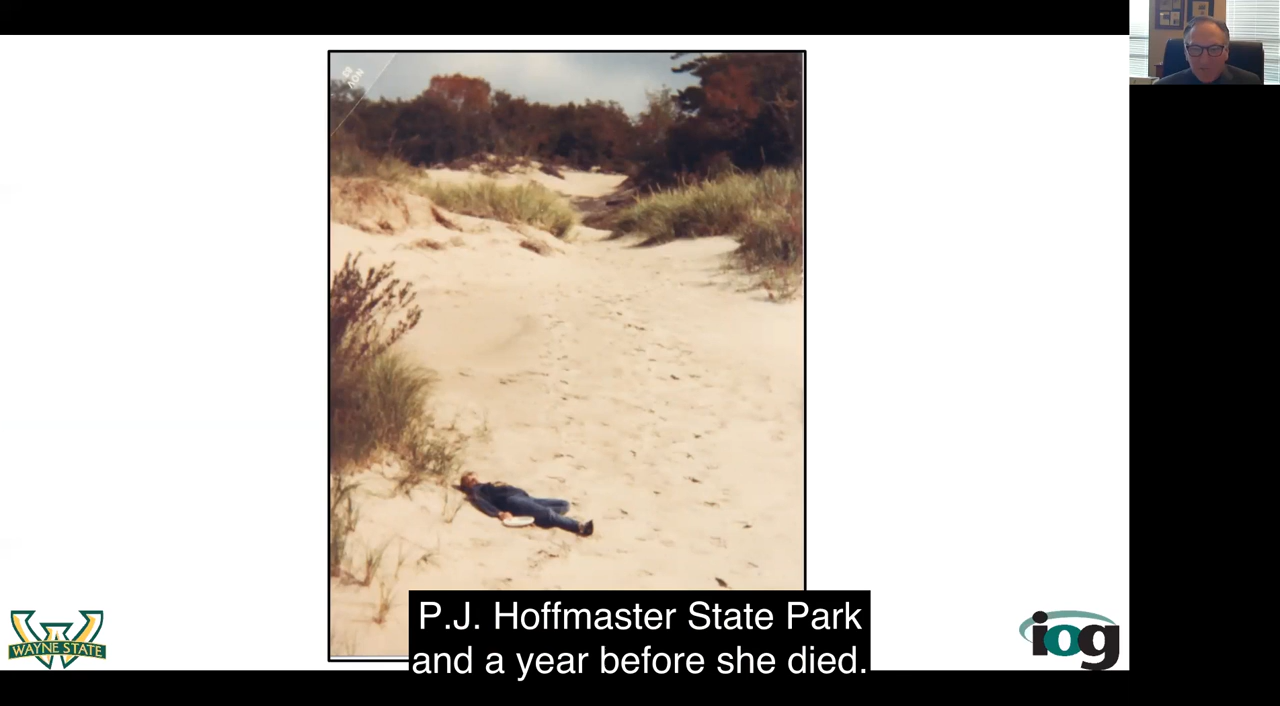 P.J. Hoffmaster State Park
and a year before she died.
WAYNE STATE
iog